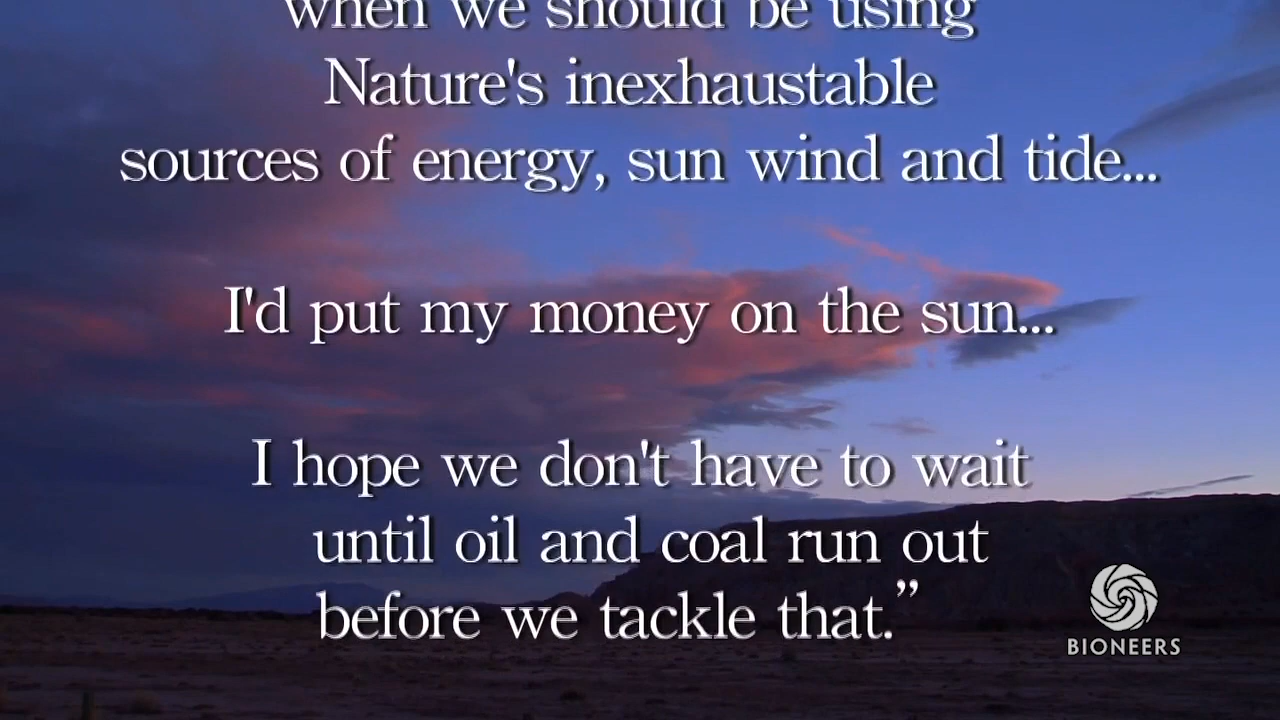 when we should be using
Nature's inexhaustable
sources of energy, sun wind and tide...
I'd put my money on the sun...
I hope we don't have to wait
until oil and coal run out
before we tackle that.”
BIONEERS